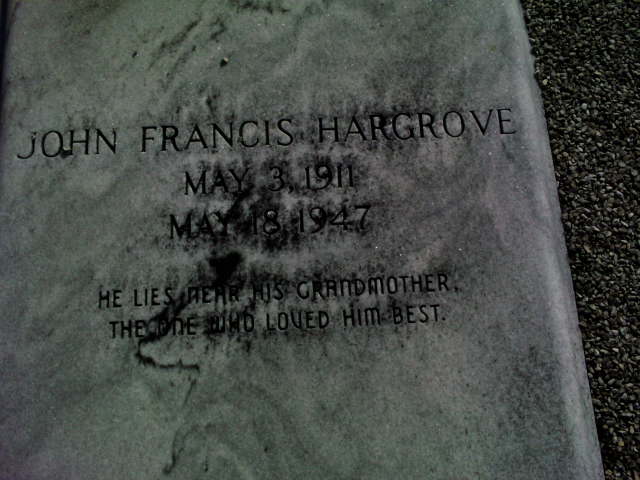 JOHN FRANCIS HARGROVE
MAY 3, 1911
MAY 18 1947
HE LIES NEAR HIS GRANDMOTHER,
THE ONE WHO LOVED HIM BEST.